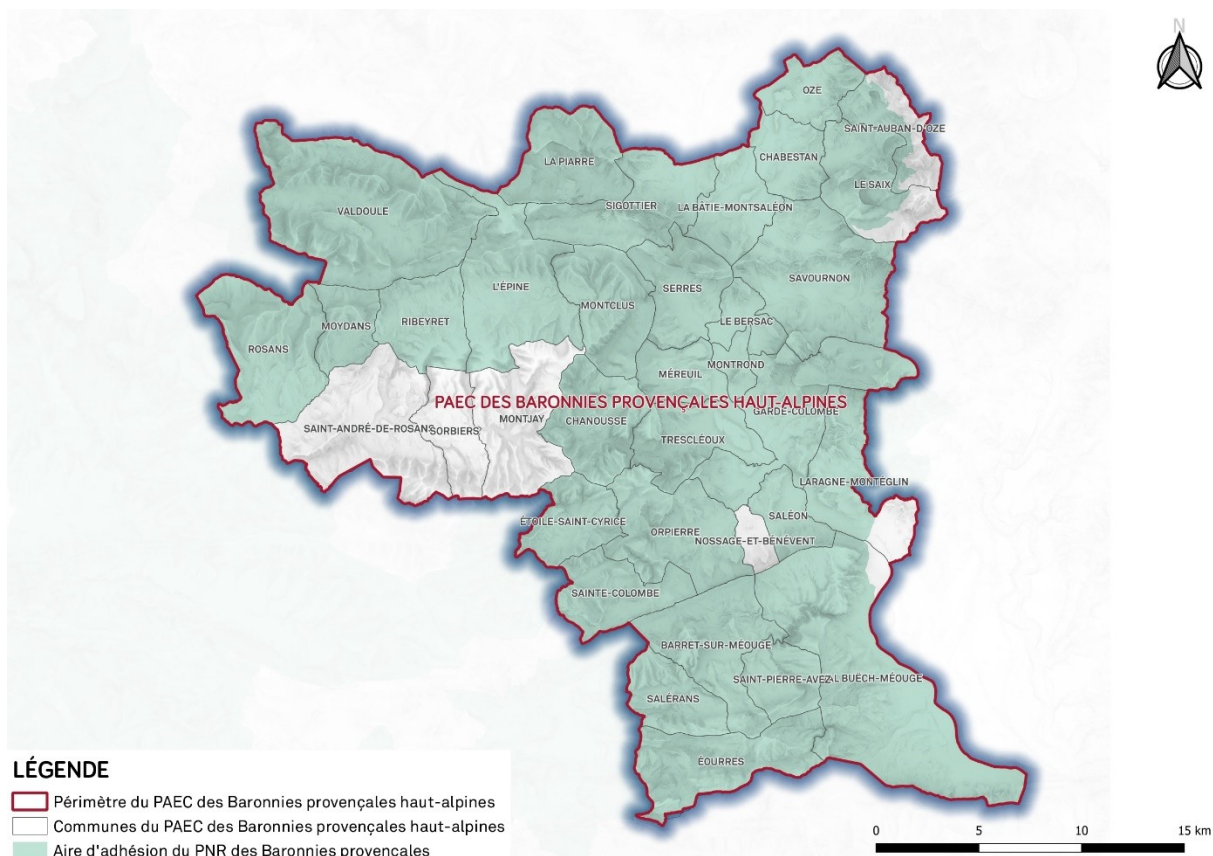 N
OZE
SAINT-AUBAN-D'OZE
CHABESTAN
LA PIARRE
LE SAIX
SIGOTTIER
LA BÂTIE-MONTSALÉON
VALDOULE
SAVOURNON
L'ÉPINE
SERRES
MONTCLUS
LE BERSAC
RIBEYRET
MOYDANS
ROSANS
MONTROND
MÉREUIL
PAEC DES BARONNIES PROVENÇALES HAUT-ALPINES
GARDE-COLOMBE
MONTJAY
CHANOUSSE
SAINT-ANDRÉ-DE-ROSANS
SORBIERS
TRESCLÉOUX
LARAGNE-MONTÉGLIN
SALÉON
ÉTOILE-SAINT-CYRICE
ORPIERRE
NOSSAGE-ET-BÉNÉVENT
SAINTE-COLOMBE
BARRET-SUR-MÉOUGE
SAINT-PIERRE-AVEZ
AL BUËCH-MÉOUGE
SALÉRANS
ÉOURRES
LÉGENDE
Périmètre du PAEC des Baronnies provençales haut-alpines
Communes du PAEC des Baronnies provençales haut-alpines
Aire d'adhésion du PNR des Baronnies provençales
0 5 10 15 km